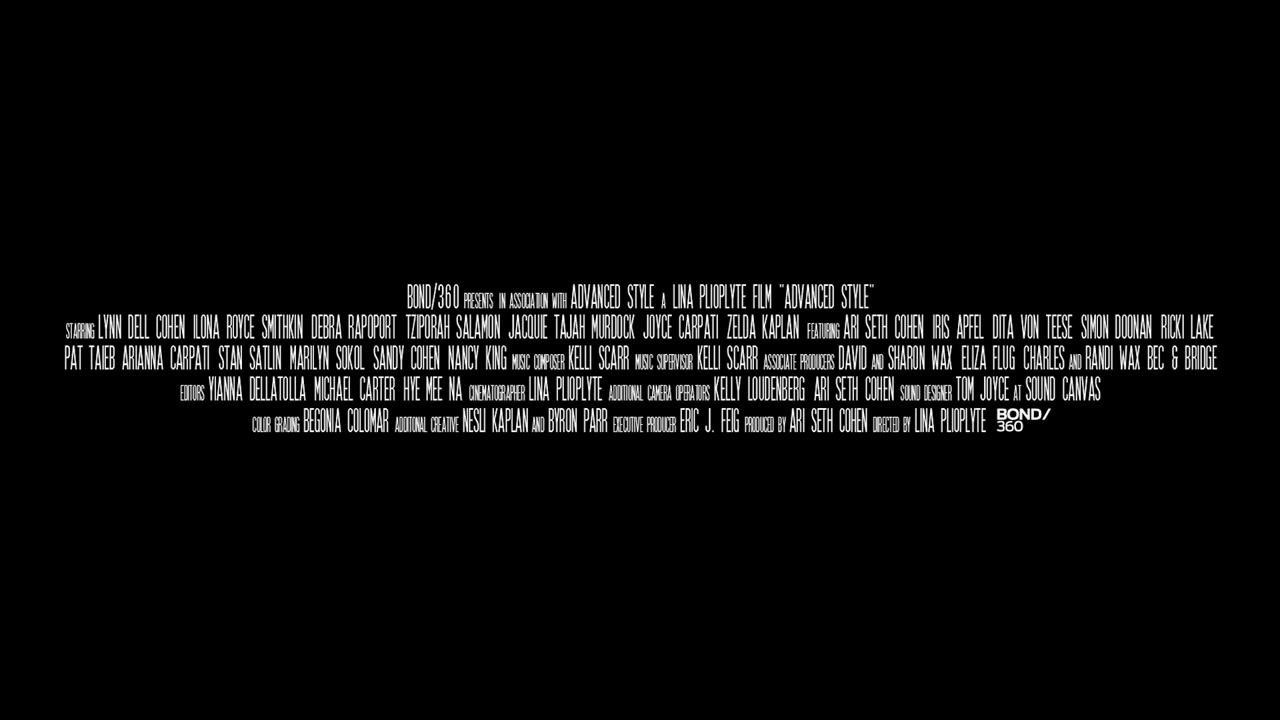 BOND/360 PRESENTS IN ASSOCIATION WITH ADVANCED STYLE A LINA PLIOPLYTE FILM "ADVANCED STYLE"
STARRING LYNN DELL COHEN ILONA ROYCE SMITHKIN DEBRA RAPOPORT TZIPORAH SALAMON JACQUIE TAJAH MURDOCK JOYCE CARPATI ZELDA KAPLAN FEATURING ARI SETH COHEN IRIS APFEL DITA VON TEESE SIMON DOONAN RICKI LAKE
PAT TAIEB ARIANNA CARPATI STAN SATLIN MARILYN SOKOL SANDY COHEN NANCY KING MUSIC COMPOSER KELLI SCARR MUSIC SUPERVISOR KELLI SCARR ASSOCIATE PRODUCERS DAVID AND SHARON WAX ELIZA FLUG CHARLES AND RANDI WAX BEC & BRIDGE
EDITORS YIANNA DELLATOLLA MICHAEL CARTER HYE MEE NA CINEMATOGRAPHER LINA PLIOPLYTE ADDITIONAL CAMERA OPERATORS KELLY LOUDENBERG ARI SETH COHEN SOUND DESIGNER TOM JOYCE AT SOUND CANVAS
COLOR GRADING BEGONIA COLOMAR ADDITONAL CREATIVE NESLI KAPLAN AND BYRON PARR EXECUTIVE PRODUCER ERIC J. FEIG PRODUCED BY ARI SETH COHEN DIRECTED BY LINA PLIOPLYTE BOND/
360